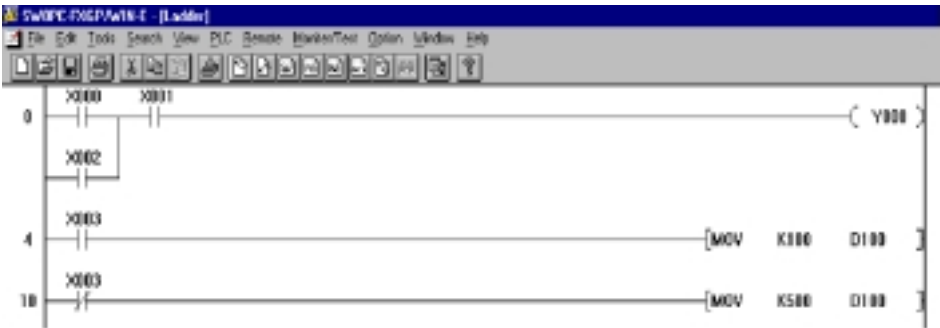 SW0PC-FXGP/WIN-E - [Ladder]
File Edit Tools Search View PLC Remote Monitor/Test Option Window Help
X000 X001
0 ( Y000 )
X002
X003
4 [MOV K100 D100 ]
X003
10 [MOV K500 D100 ]